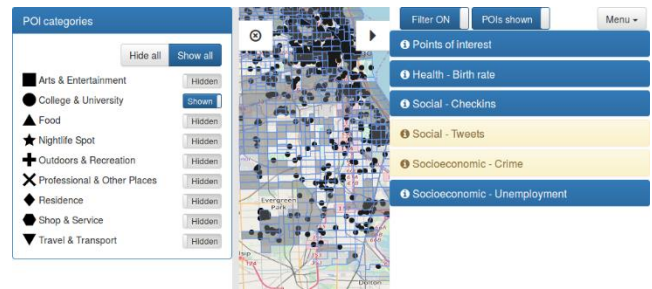 POI categories
Hide all Show all
Arts & Entertainment Hidden
College & University Shown
Food Hidden
Nightlife Spot Hidden
Outdoors & Recreation Hidden
Professional & Other Places Hidden
Residence Hidden
Shop & Service Hidden
Travel & Transport Hidden
Evergreen
Park
Dolton
Filter ON POIs shown Menu
Points of interest
Health - Birth rate
Social - Checkins
Social - Tweets
Socioeconomic - Crime
Socioeconomic - Unemployment